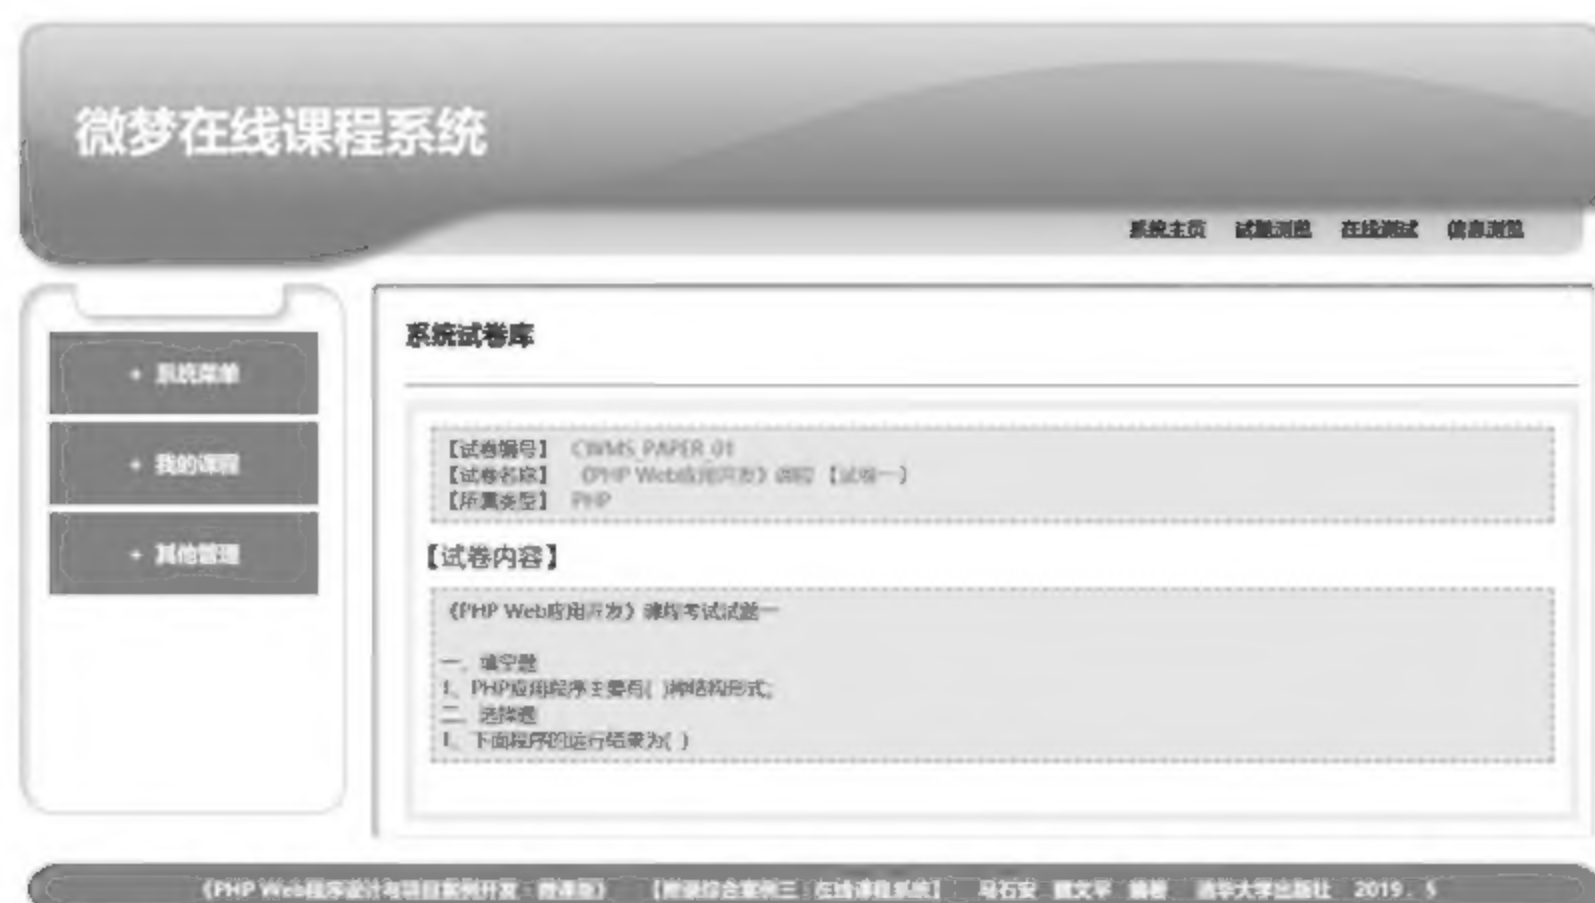 微梦在线课程系统
系统主页 试题浏览 在线测试 信息浏览
+ 系统菜单
+ 我的课程
+ 其他管理
系统试卷库
【试卷编号】 CWMS_PAPER_01
【试卷名称】 《PHP Web应用开发》课程【试卷一】
【所属类型】 PHP
【试卷内容】
《PHP Web应用开发》课程考试试题一
一、填空题
1、PHP应用程序主要有( )种结构形式;
二、选择题
1、下面程序的运行结果为( )
《PHP Web程序设计与项目案例开发-微课版》 【附录综合案例三:在线课程系统】 马石安 魏文平 编著 清华大学出版社 2019.5